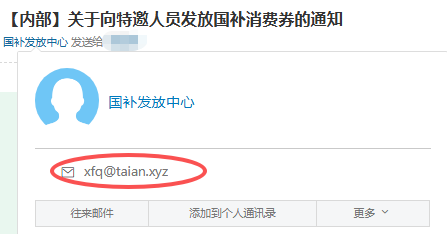 【内部】关于向特邀人员发放国补消费券的通知
国补发放中心 发送给
国补发放中心
xfq@taian.xyz
往来邮件 添加到个人通讯录 更多